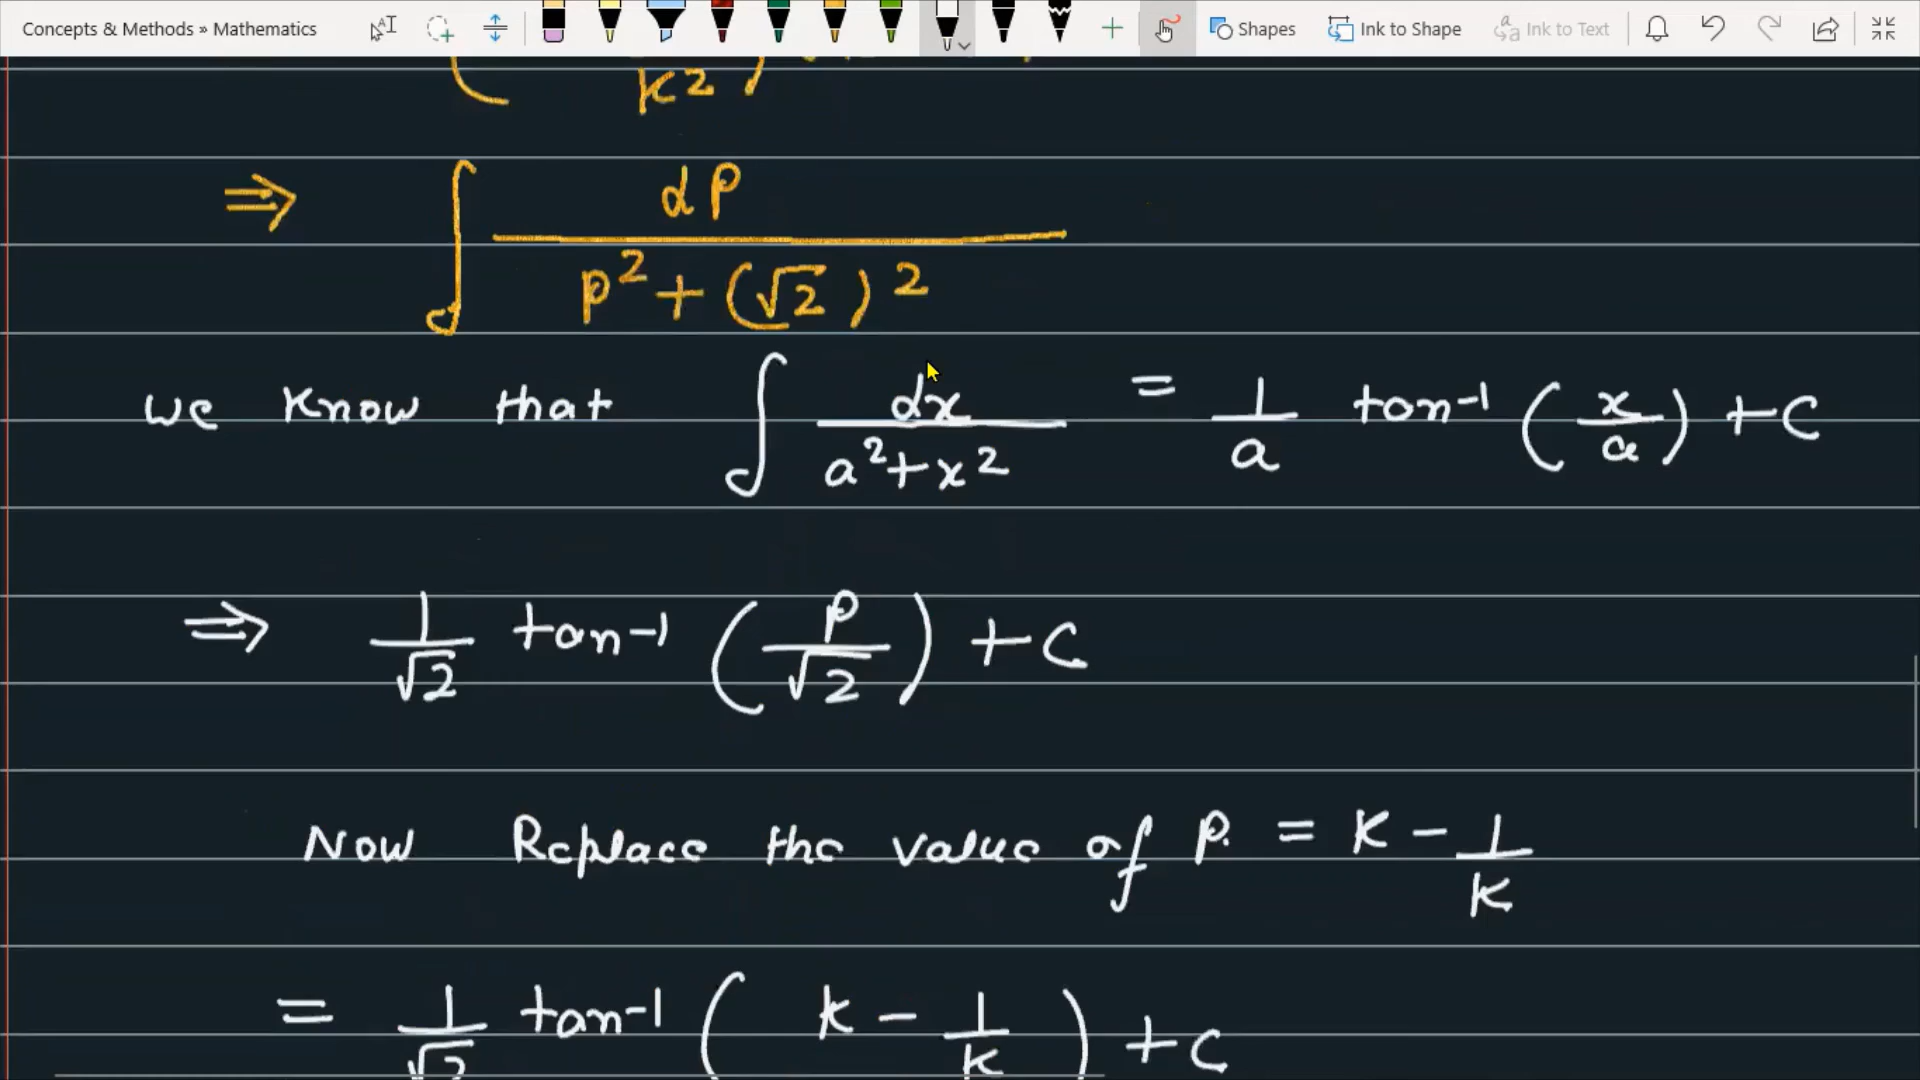 Concepts & Methods » Mathematics Shapes Ink to Shape Ink to Text
k²
⇒ ∫ dp / p² + (√2)²
we know that ∫ dx / a² + x² = 1/a tan-1 (x/a) + c
⇒ 1/√2 tan-1 (p/√2) + c
Now Replace the value of p = k - 1/k
= 1/√2 tan-1 ( k - 1/k ) + c